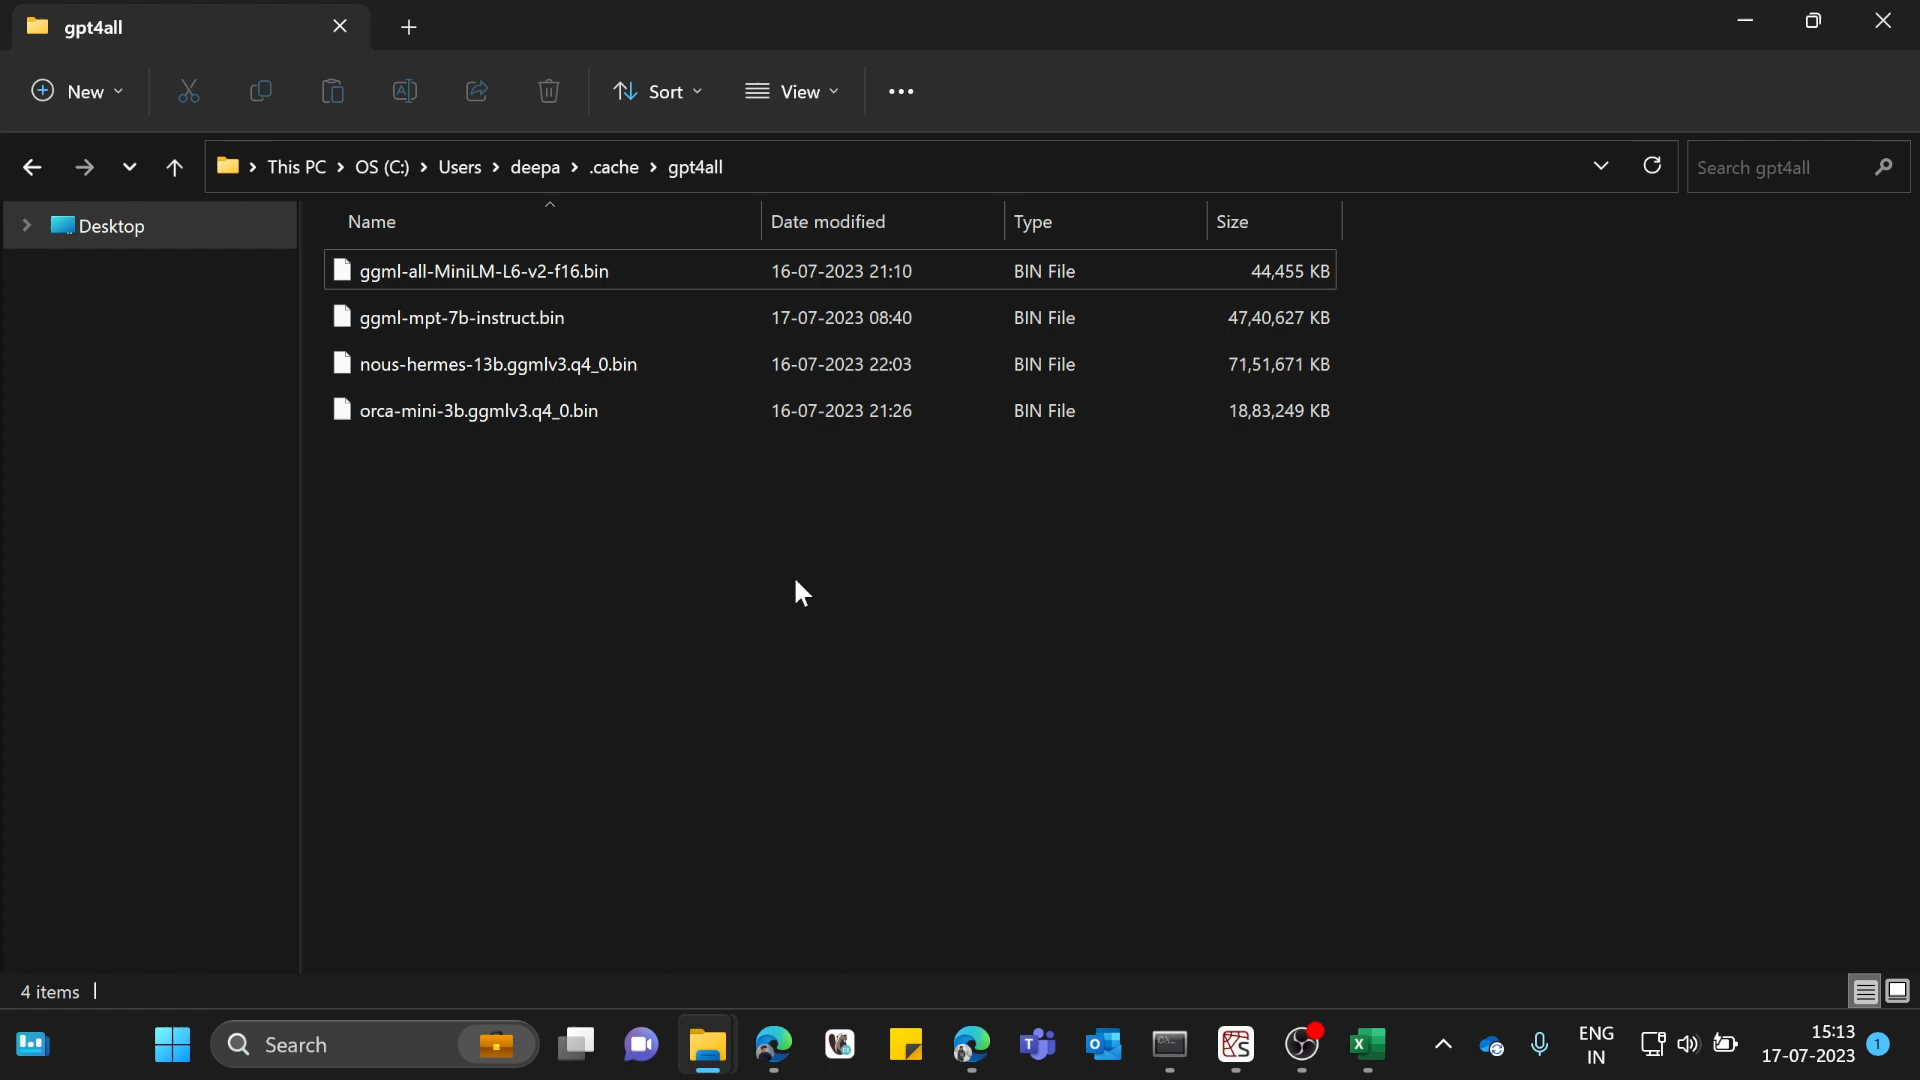 gpt4all
New
Sort
View
This PC > OS (C:) > Users > deepa > .cache > gpt4all
Search gpt4all
Desktop
Name Date modified Type Size
ggml-all-MiniLM-L6-v2-f16.bin 16-07-2023 21:10 BIN File 44,455 KB
ggml-mpt-7b-instruct.bin 17-07-2023 08:40 BIN File 47,40,627 KB
nous-hermes-13b.ggmlv3.q4_0.bin 16-07-2023 22:03 BIN File 71,51,671 KB
orca-mini-3b.ggmlv3.q4_0.bin 16-07-2023 21:26 BIN File 18,83,249 KB
4 items
Search
ENG
IN
15:13
17-07-2023
1